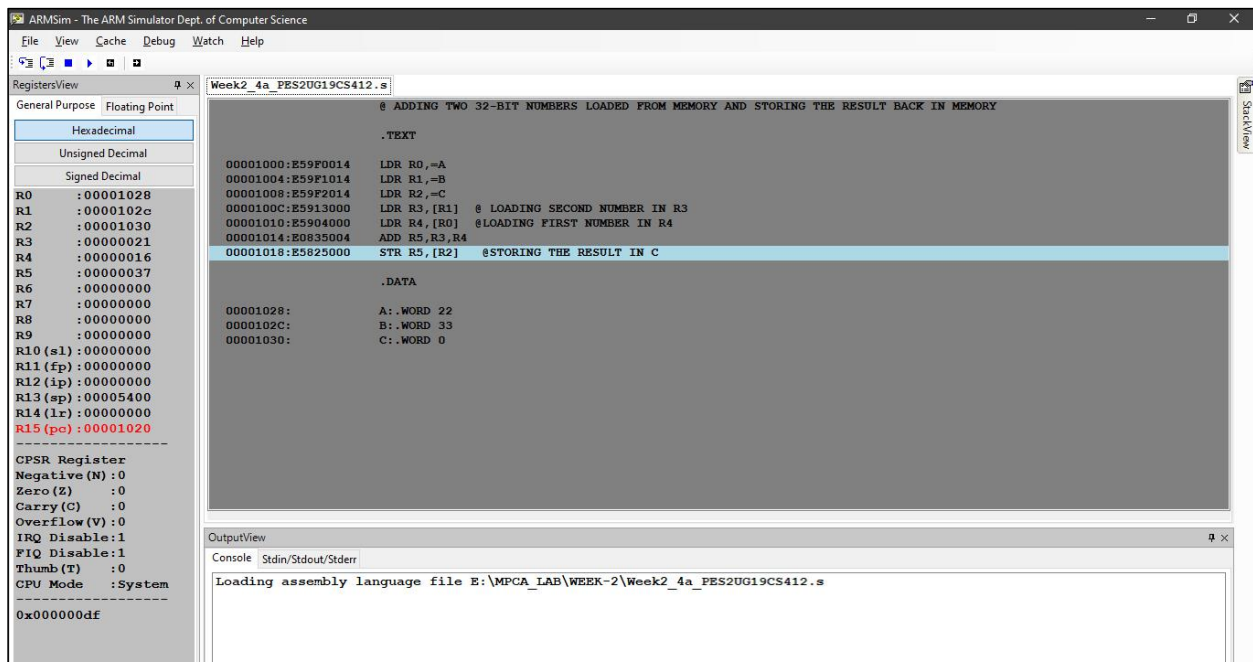 ARMSim - The ARM Simulator Dept. of Computer Science
File View Cache Debug Watch Help
RegistersView
General Purpose Floating Point
Hexadecimal
Unsigned Decimal
Signed Decimal
R0 :00001028
R1 :0000102c
R2 :00001030
R3 :00000021
R4 :00000016
R5 :00000037
R6 :00000000
R7 :00000000
R8 :00000000
R9 :00000000
R10(sl):00000000
R11(fp):00000000
R12(ip):00000000
R13(sp):00005400
R14(lr):00000000
R15(pc):00001020
CPSR Register
Negative(N):0
Zero(Z) :0
Carry(C) :0
Overflow(V):0
IRQ Disable:1
FIQ Disable:1
Thumb(T) :0
CPU Mode :System
0x000000df
Week2_4a_PES2UG19CS412.s
@ ADDING TWO 32-BIT NUMBERS LOADED FROM MEMORY AND STORING THE RESULT BACK IN MEMORY
.TEXT
00001000:E59F0014 LDR R0,=A
00001004:E59F1014 LDR R1,=B
00001008:E59F2014 LDR R2,=C
0000100C:E5913000 LDR R3,[R1] @ LOADING SECOND NUMBER IN R3
00001010:E5904000 LDR R4,[R0] @LOADING FIRST NUMBER IN R4
00001014:E0835004 ADD R5,R3,R4
00001018:E5825000 STR R5,[R2] @STORING THE RESULT IN C
.DATA
00001028: A:.WORD 22
0000102C: B:.WORD 33
00001030: C:.WORD 0
StackView
OutputView
Console Stdin/Stdout/Stderr
Loading assembly language file E:\MPCA_LAB\WEEK-2\Week2_4a_PES2UG19CS412.s